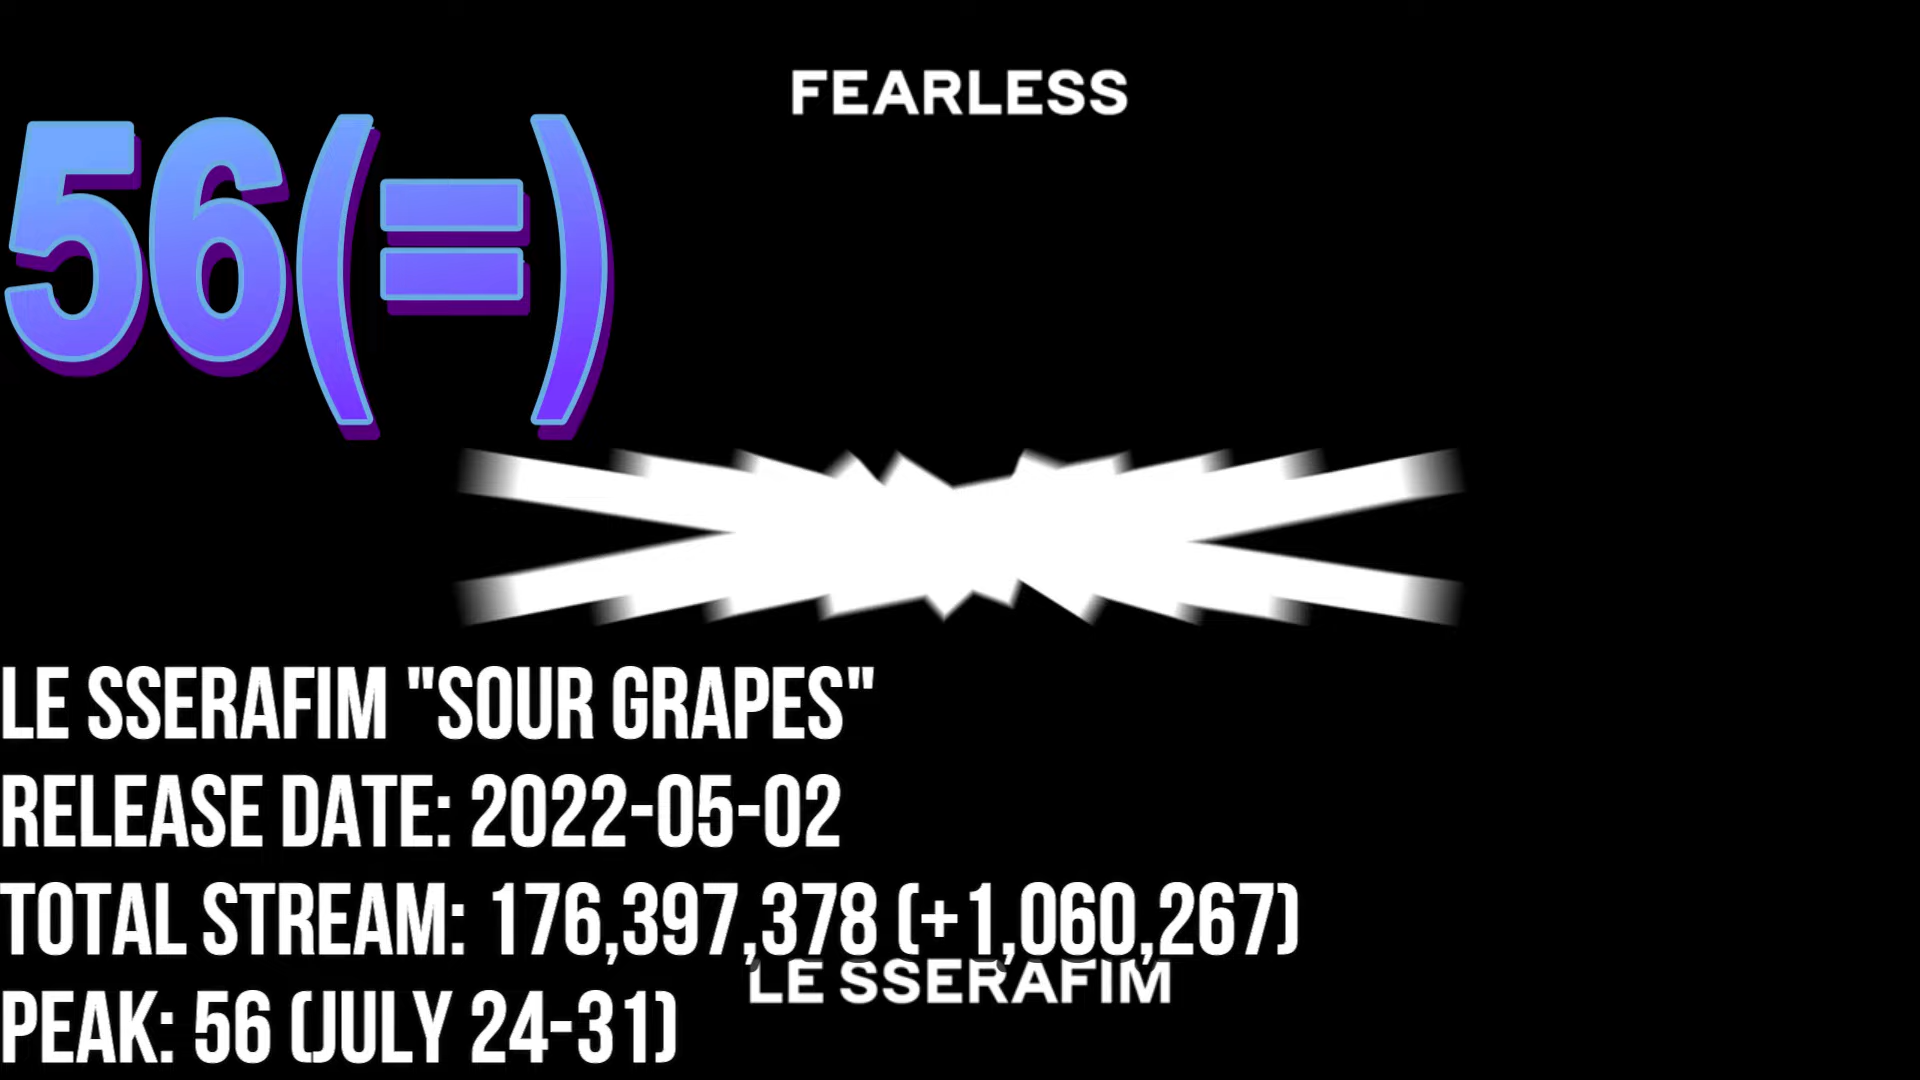 FEARLESS
56(=)
LE SSERAFIM "SOUR GRAPES"
RELEASE DATE: 2022-05-02
TOTAL STREAM: 176,397,378 (+1,060,267)
LE SSERAFIM
PEAK: 56 (JULY 24-31)